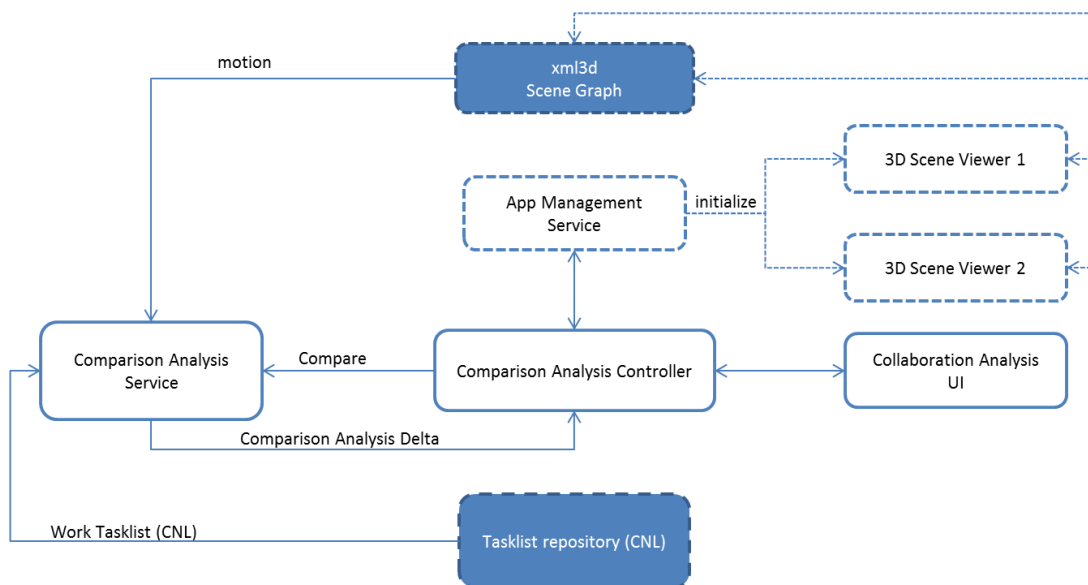 motion
xml3d
Scene Graph
3D Scene Viewer 1
App Management
Service
initialize
3D Scene Viewer 2
Comparison Analysis
Service
Compare
Comparison Analysis Controller
Collaboration Analysis
UI
Comparison Analysis Delta
Work Tasklist (CNL)
Tasklist repository (CNL)